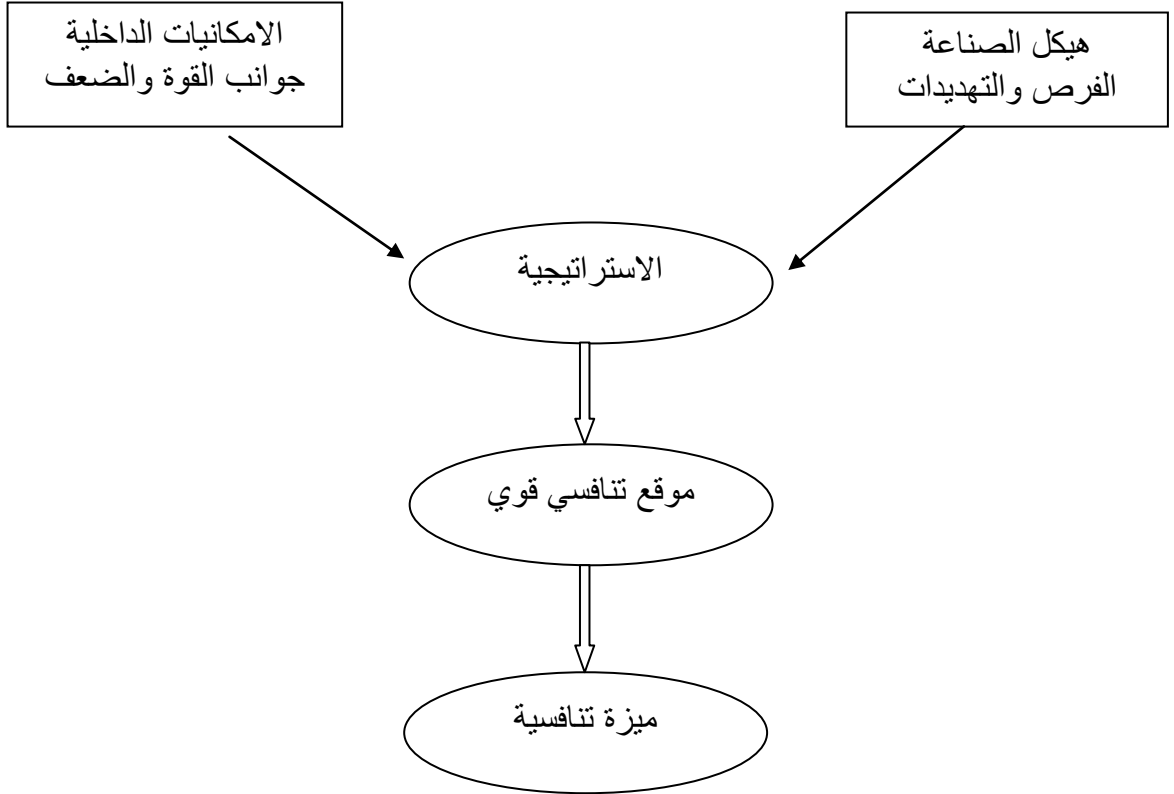 هيكل الصناعة
الفرص والتهديدات
الامكانيات الداخلية
جوانب القوة والضعف
الاستراتيجية
موقع تنافسي قوي
ميزة تنافسية